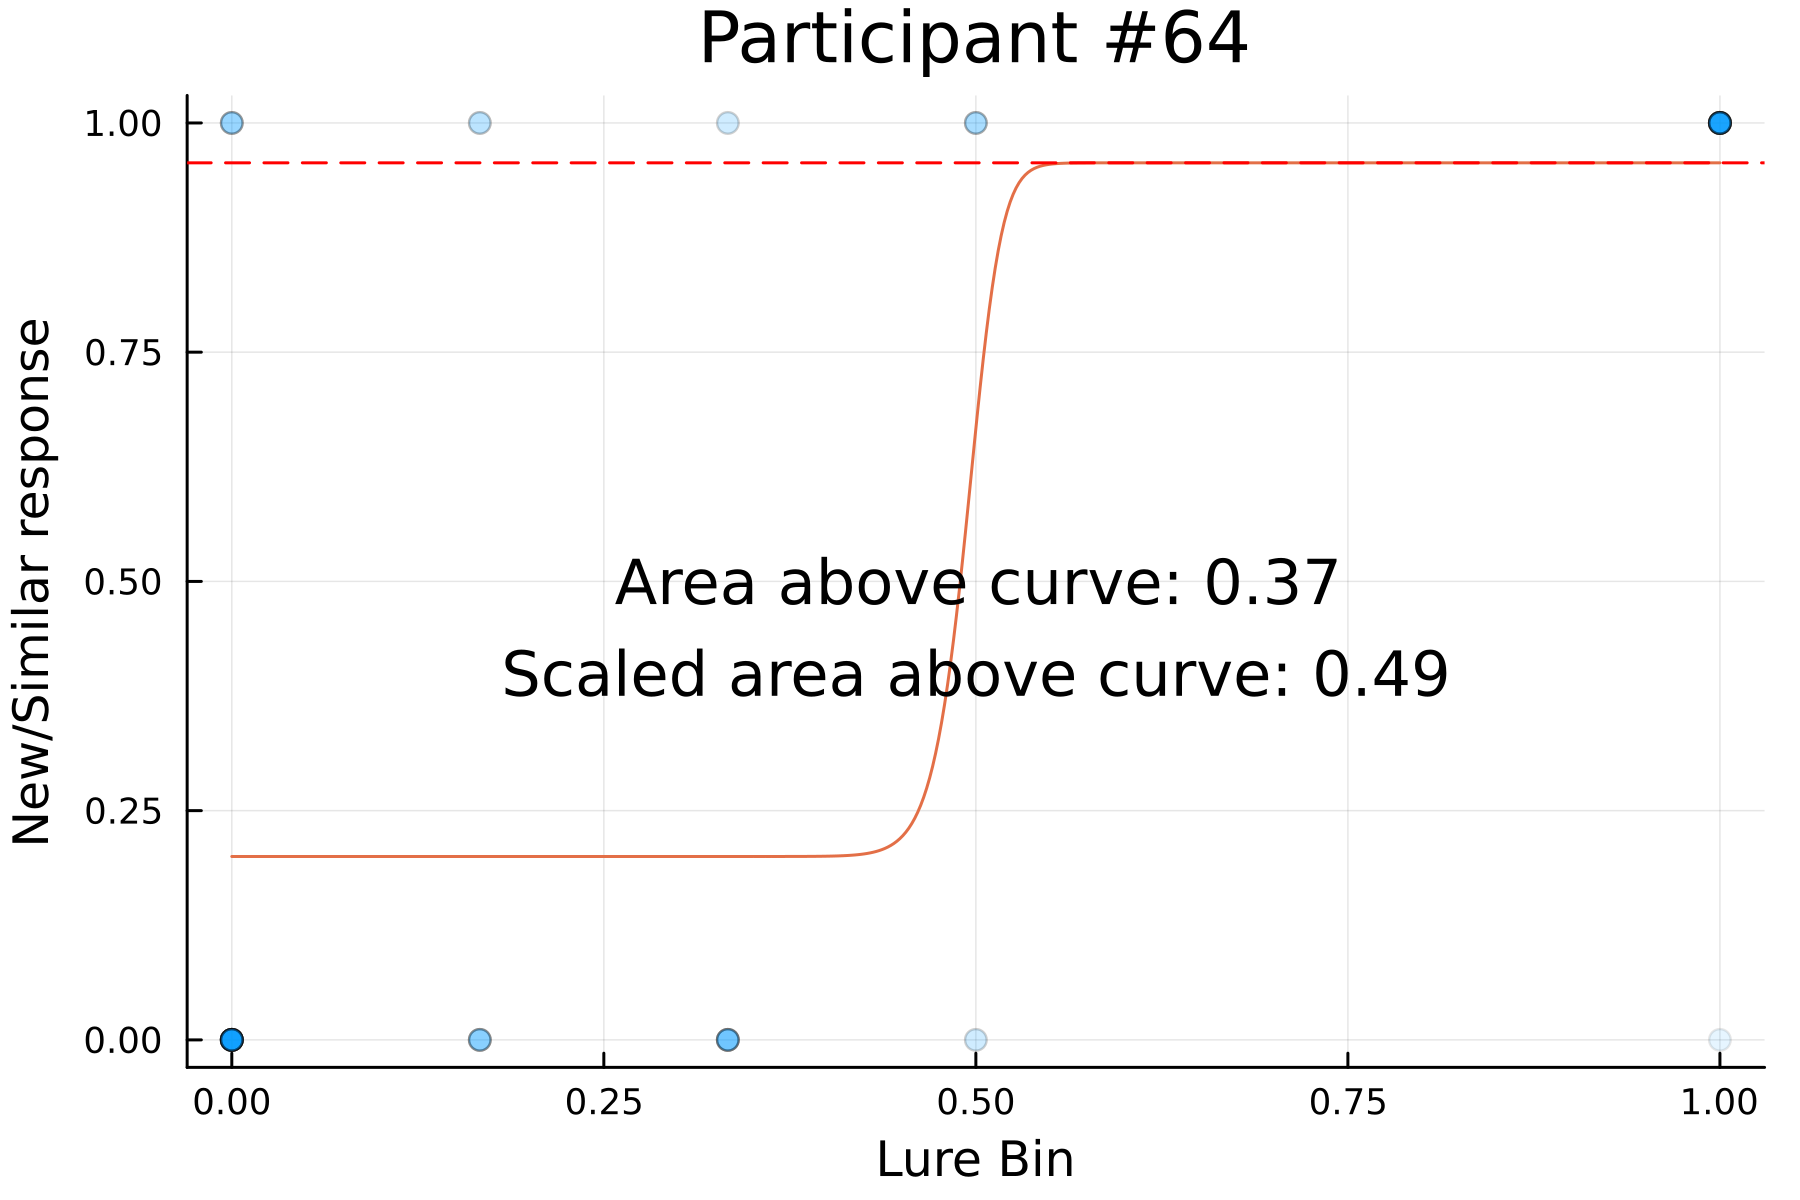 Participant #64
1.00
0.75
0.50
0.25
0.00
New/Similar response
Area above curve: 0.37
Scaled area above curve: 0.49
0.00 0.25 0.50 0.75 1.00
Lure Bin